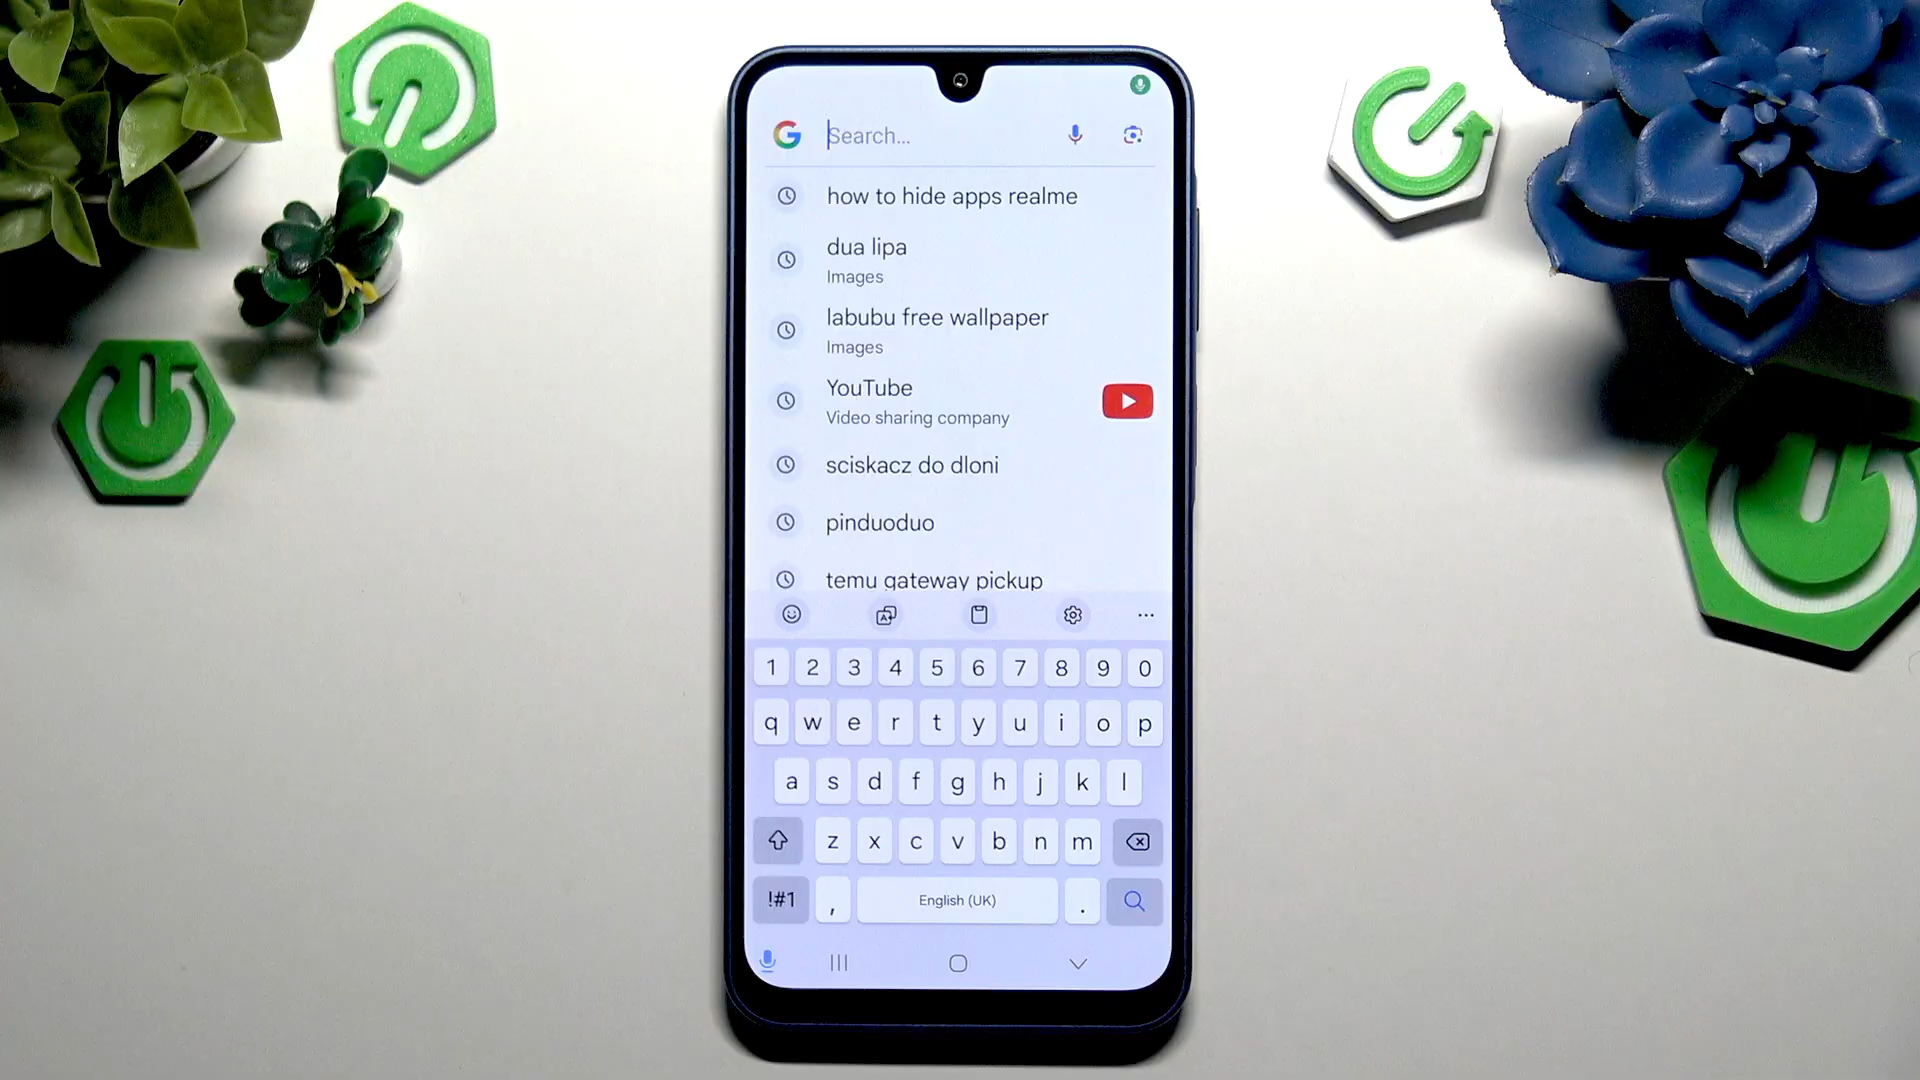 Search...
how to hide apps realme
dua lipa
Images
labubu free wallpaper
Images
YouTube
Video sharing company
sciskacz do dloni
pinduoduo
temu gateway pickup
1 2 3 4 5 6 7 8 9 0
q w e r t y u i o p
a s d f g h j k l
z x c v b n m
!#1 , English (UK) .